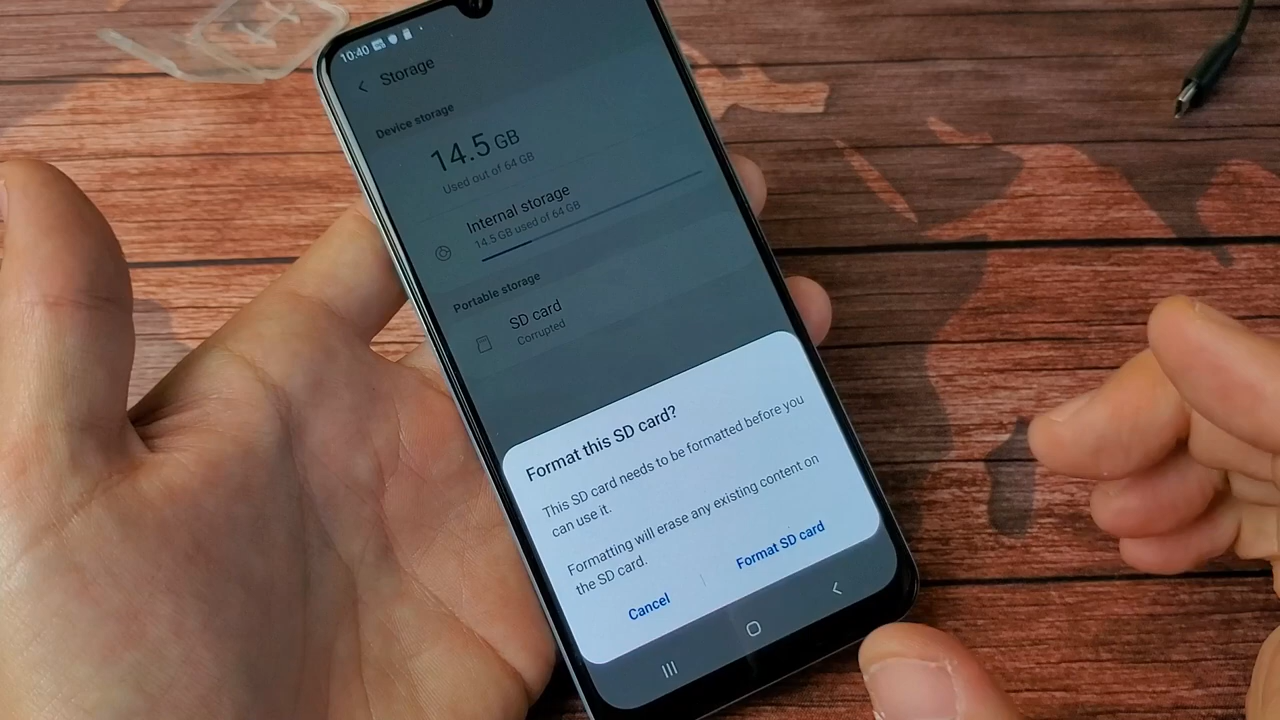 10:40
Storage
Device storage
14.5 GB
Used out of 64 GB
Internal storage
14.5 GB used of 64 GB
Portable storage
SD card
Corrupted
Format this SD card?
This SD card needs to be formatted before you
can use it.
Formatting will erase any existing content on
the SD card.
Cancel
Format SD card